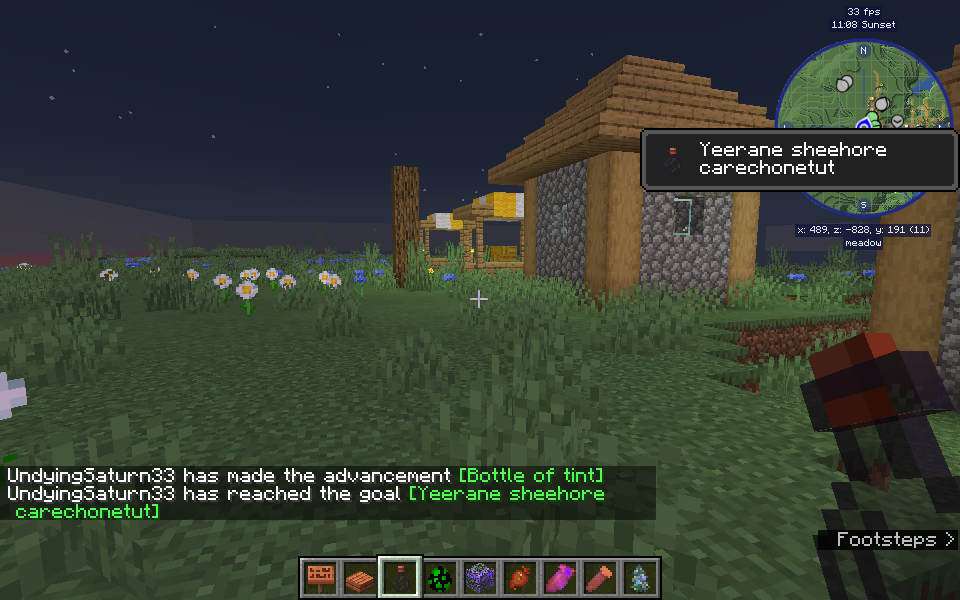 33 fps
11:08 Sunset
N
Yeerane sheehore
carechonetut
S
x: 489, z: -828, y: 191 (11)
meadow
UndyingSaturn33 has made the advancement [Bottle of tint]
UndyingSaturn33 has reached the goal [Yeerane sheehore
carechonetut]
Footsteps >